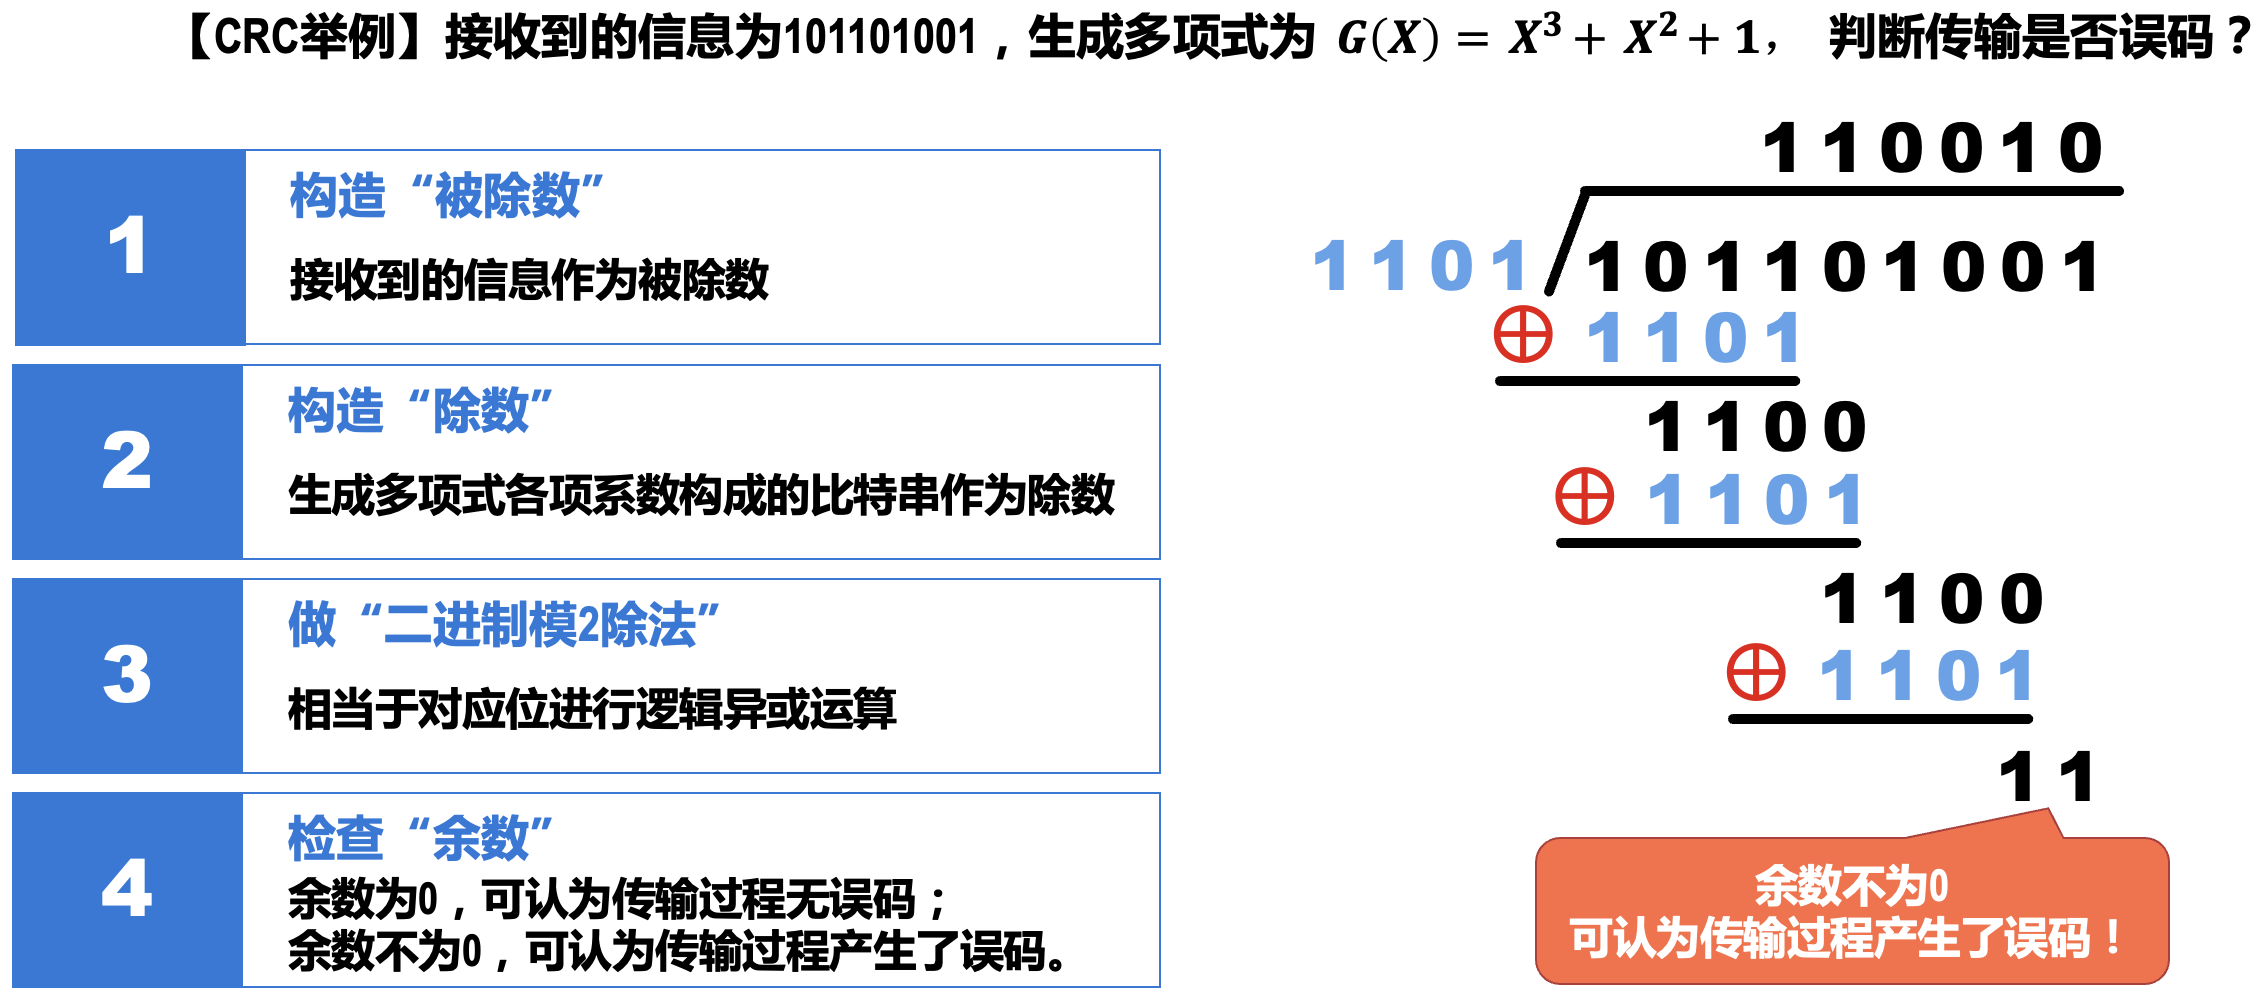 【CRC举例】接收到的信息为101101001，生成多项式为 G(X) = X³ + X² + 1， 判断传输是否误码？
1
构造“被除数”
接收到的信息作为被除数
2
构造“除数”
生成多项式各项系数构成的比特串作为除数
3
做“二进制模2除法”
相当于对应位进行逻辑异或运算
4
检查“余数”
余数为0，可认为传输过程无误码；
余数不为0，可认为传输过程产生了误码。
110010
1101 101101001
⊕ 1101
1100
⊕ 1101
1100
⊕ 1101
11
余数不为0
可认为传输过程产生了误码！